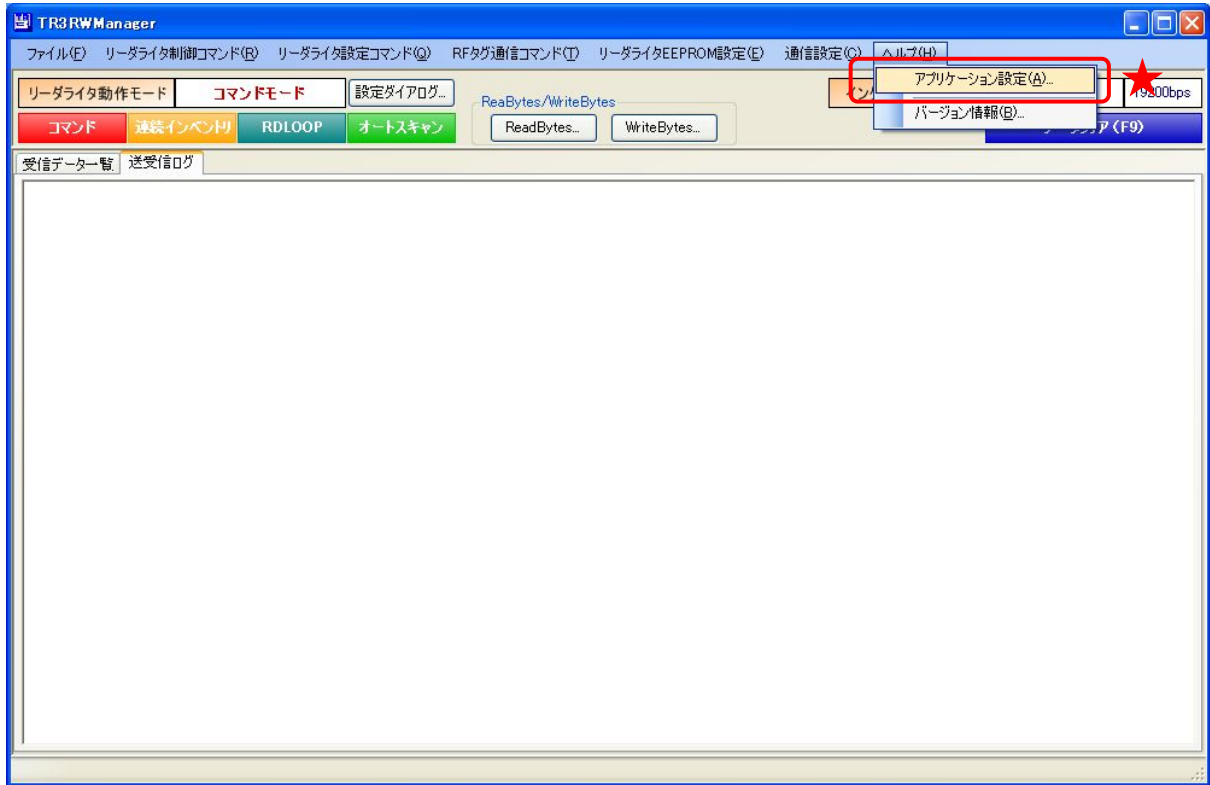 TR3RWManager
ファイル(F) リーダライタ制御コマンド(R) リーダライタ設定コマンド(Q) RFタグ通信コマンド(T) リーダライタEEPROM設定(E) 通信設定(C) ヘルプ(H)
アプリケーション設定(A)...
バージョン情報(B)...
リーダライタ動作モード コマンドモード 設定ダイアログ... ReaBytes/WriteBytes 19200bps
コマンド 連続インベントリ RDLOOP オートスキャン ReadBytes... WriteBytes... (F9)
受信データ一覧 送受信ログ